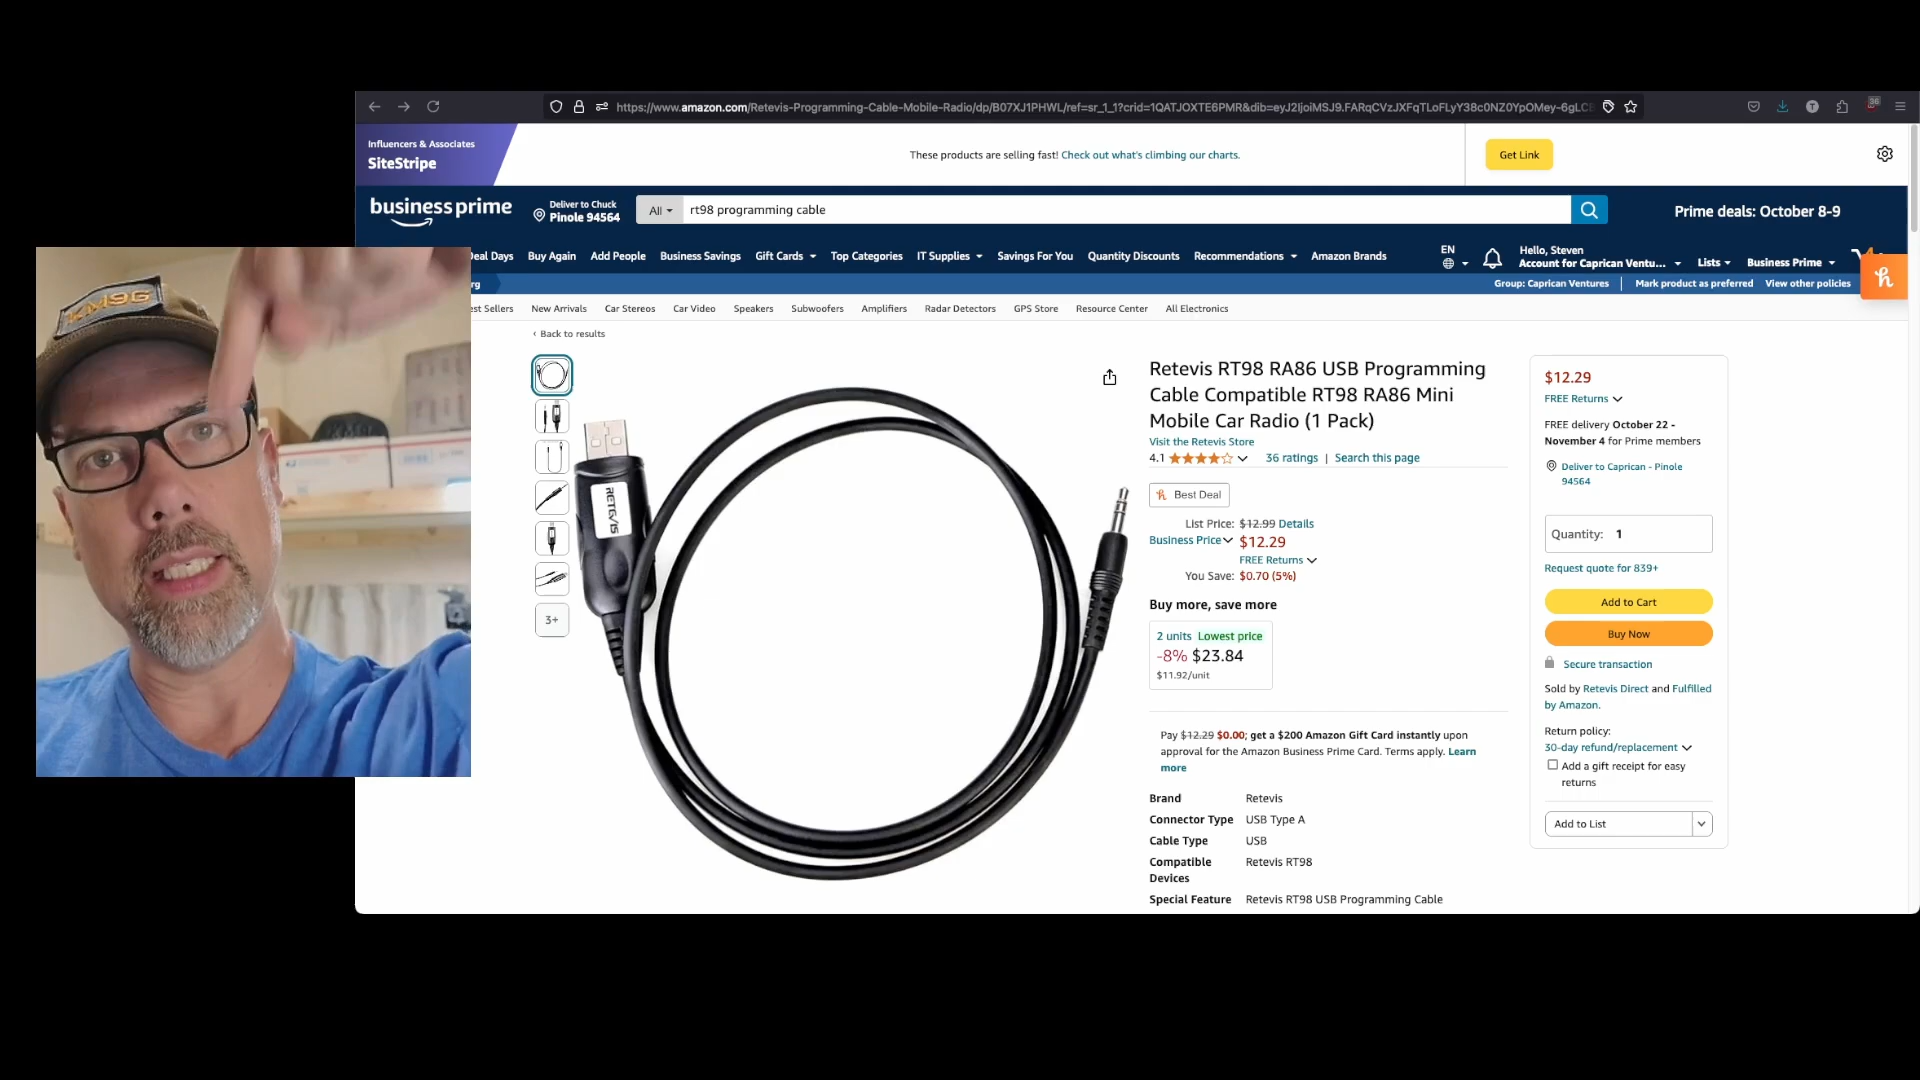 https://www.amazon.com/Retevis-Programming-Cable-Mobile-Radio/dp/B07XJ1PHWL/ref=sr_1_1?crid=1QATJOXTE6PMR&dib=eyJ2IjoiMSJ9.FARqCVzJXFqTLoFLyY38c0NZ0YpOMey-6gLCE
Influencers & Associates
SiteStripe
These products are selling fast! Check out what's climbing our charts.
Get Link
business prime
Deliver to Chuck
Pinole 94564
All
rt98 programming cable
Prime deals: October 8-9
Deal Days
Buy Again
Add People
Business Savings
Gift Cards
Top Categories
IT Supplies
Savings For You
Quantity Discounts
Recommendations
Amazon Brands
EN
Hello, Steven
Account for Caprican Ventu...
Lists
Business Prime
rg
Group: Caprican Ventures
Mark product as preferred
View other policies
est Sellers
New Arrivals
Car Stereos
Car Video
Speakers
Subwoofers
Amplifiers
Radar Detectors
GPS Store
Resource Center
All Electronics
‹ Back to results
KM9G
RETEVIS
3+
Retevis RT98 RA86 USB Programming
Cable Compatible RT98 RA86 Mini
Mobile Car Radio (1 Pack)
Visit the Retevis Store
4.1
36 ratings | Search this page
Best Deal
List Price: $12.99 Details
Business Price $12.29
FREE Returns
You Save: $0.70 (5%)
Buy more, save more
2 units Lowest price
-8% $23.84
$11.92/unit
Pay $12.29 $0.00; get a $200 Amazon Gift Card instantly upon
approval for the Amazon Business Prime Card. Terms apply. Learn
more
Brand Retevis
Connector Type USB Type A
Cable Type USB
Compatible Retevis RT98
Devices
Special Feature Retevis RT98 USB Programming Cable
$12.29
FREE Returns
FREE delivery October 22 -
November 4 for Prime members
Deliver to Caprican - Pinole
94564
Quantity: 1
Request quote for 839+
Add to Cart
Buy Now
Secure transaction
Sold by Retevis Direct and Fulfilled
by Amazon.
Return policy:
30-day refund/replacement
Add a gift receipt for easy
returns
Add to List